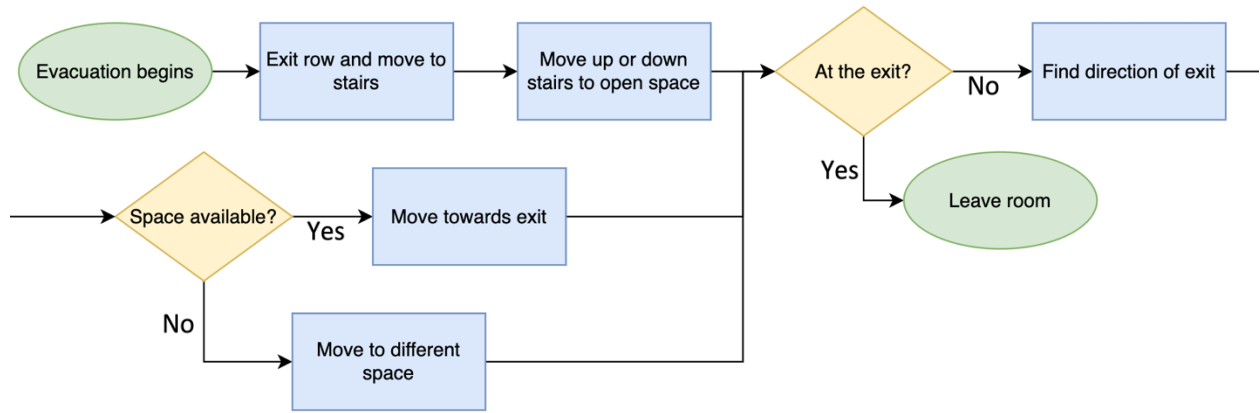 Evacuation begins
Exit row and move to
stairs
Move up or down
stairs to open space
At the exit?
No
Find direction of exit
Yes
Leave room
Space available?
Yes
Move towards exit
No
Move to different
space